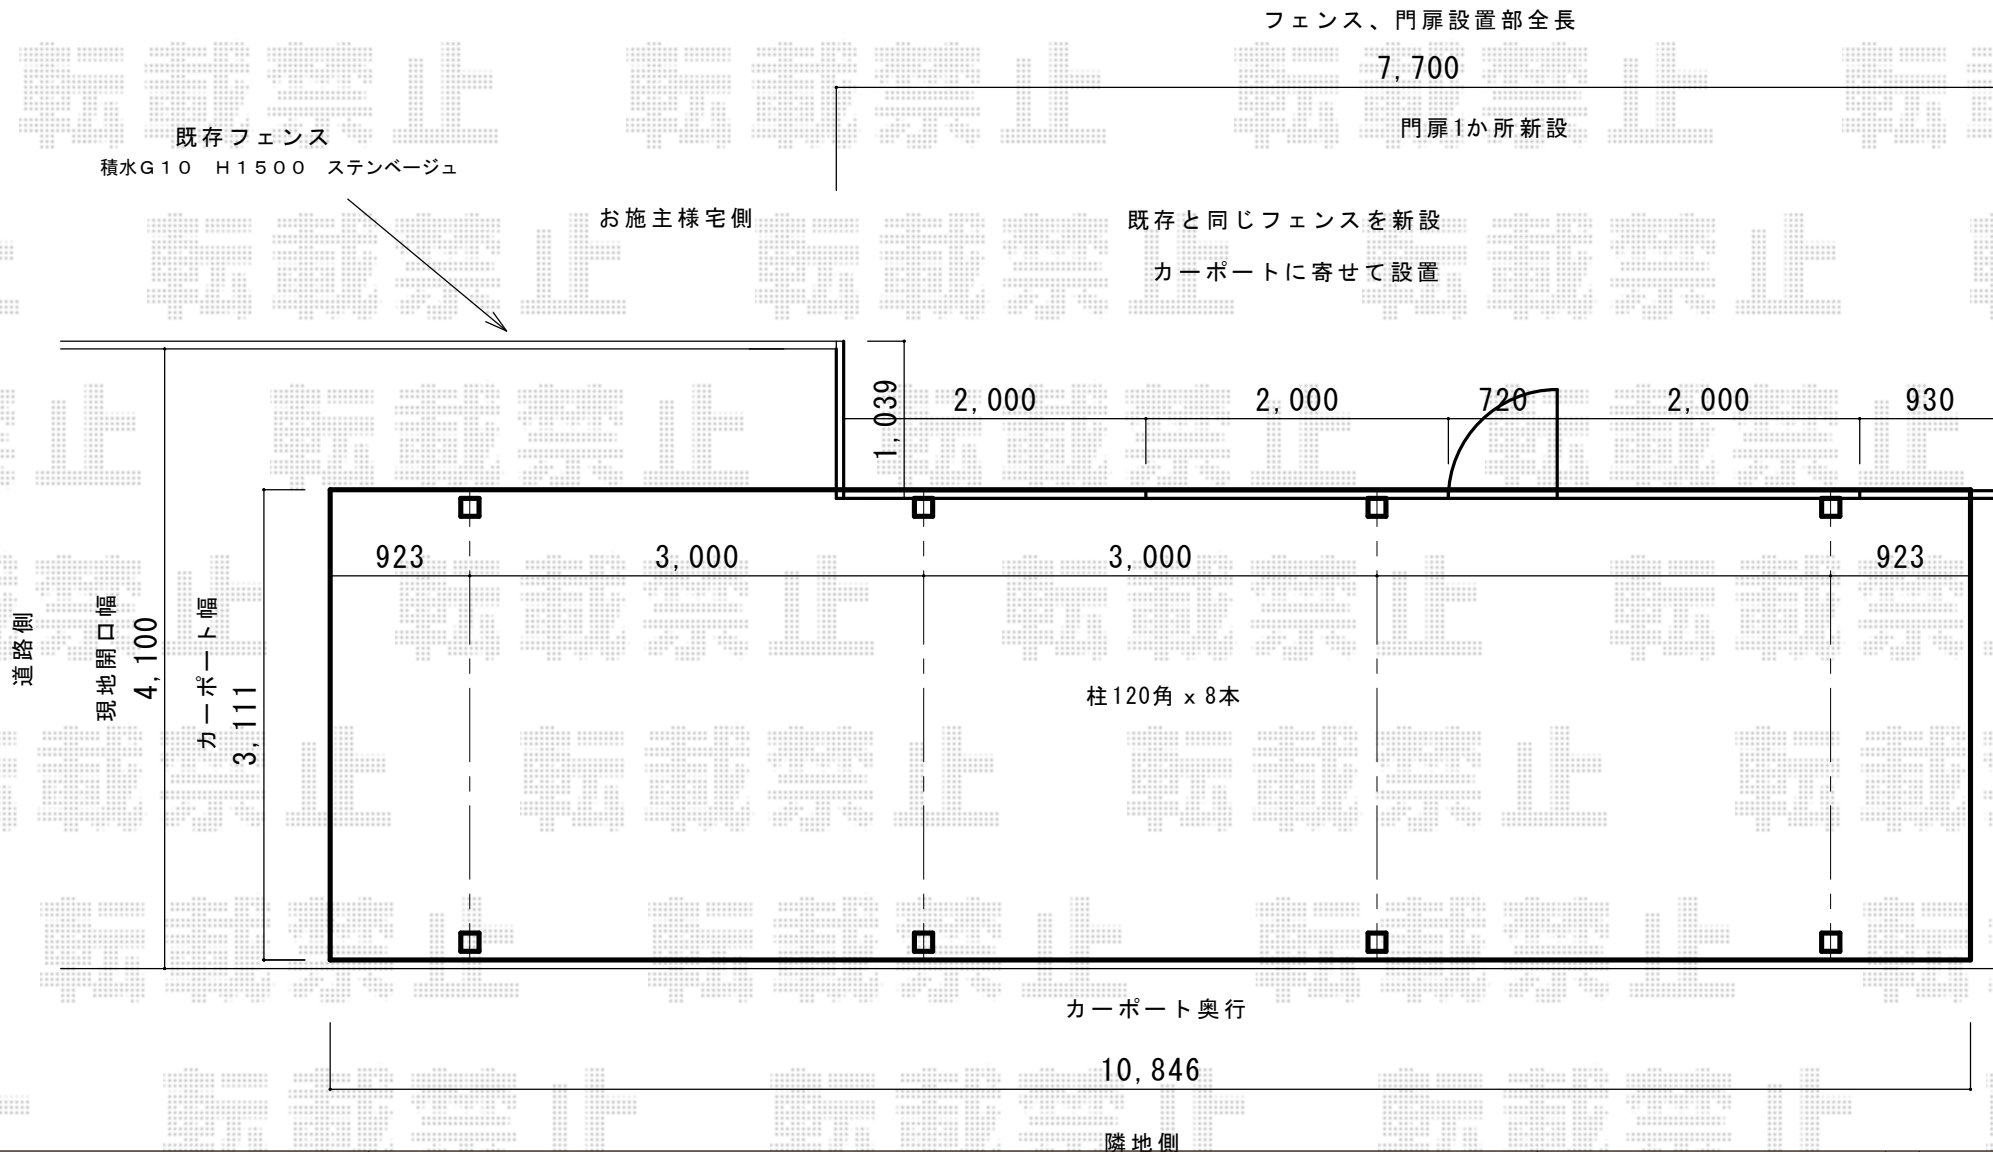 フェンス、門扉設置部全長
7,700
門扉1か所新設
既存フェンス
積水G10 H1500 ステンベージュ
お施主様宅側
既存と同じフェンスを新設
カーポートに寄せて設置
1,039
2,000
2,000
720
2,000
930
923
3,000
3,000
923
道路側
現地開口幅
4,100
カーポート幅
3,111
柱120角 x 8本
カーポート奥行
10,846
隣地側
転載禁止